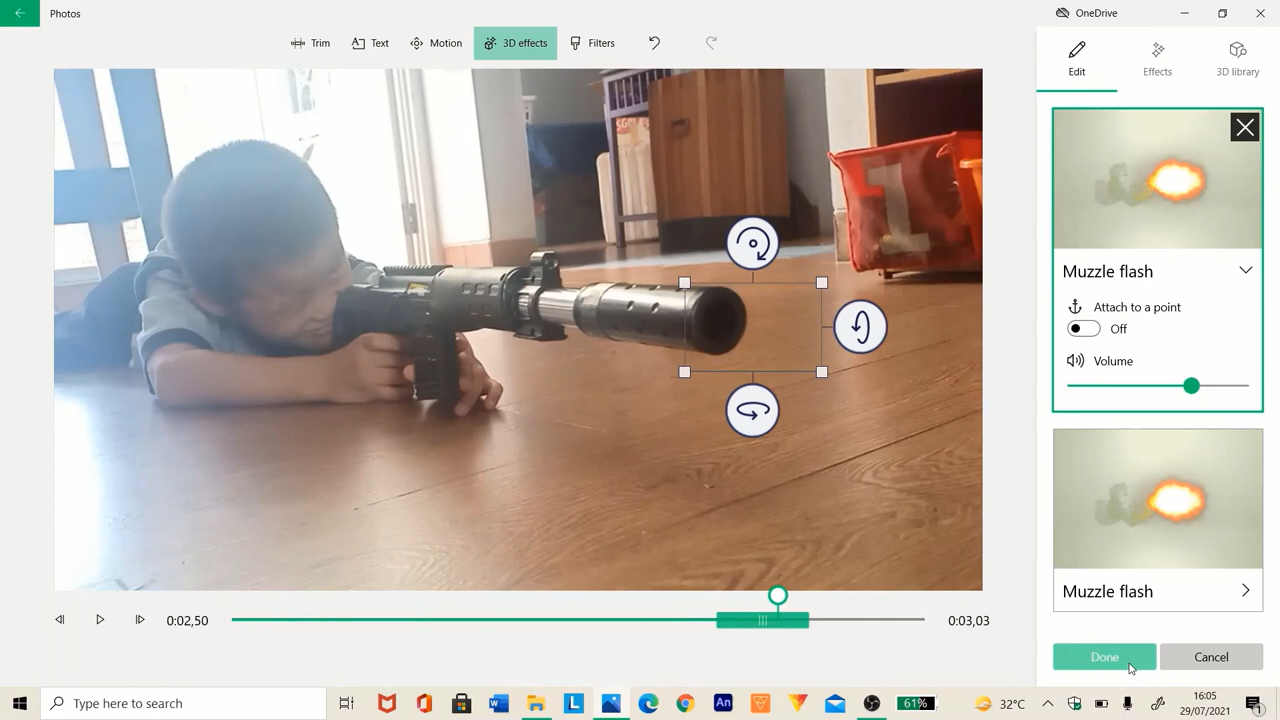 Photos
OneDrive
Trim
Text
Motion
3D effects
Filters
Edit
Effects
3D library
Muzzle flash
Attach to a point
Off
Volume
Muzzle flash
0:02,50
0:03,03
Done
Cancel
Type here to search
W
L
An
61%
32°C
16:05
29/07/2021
1